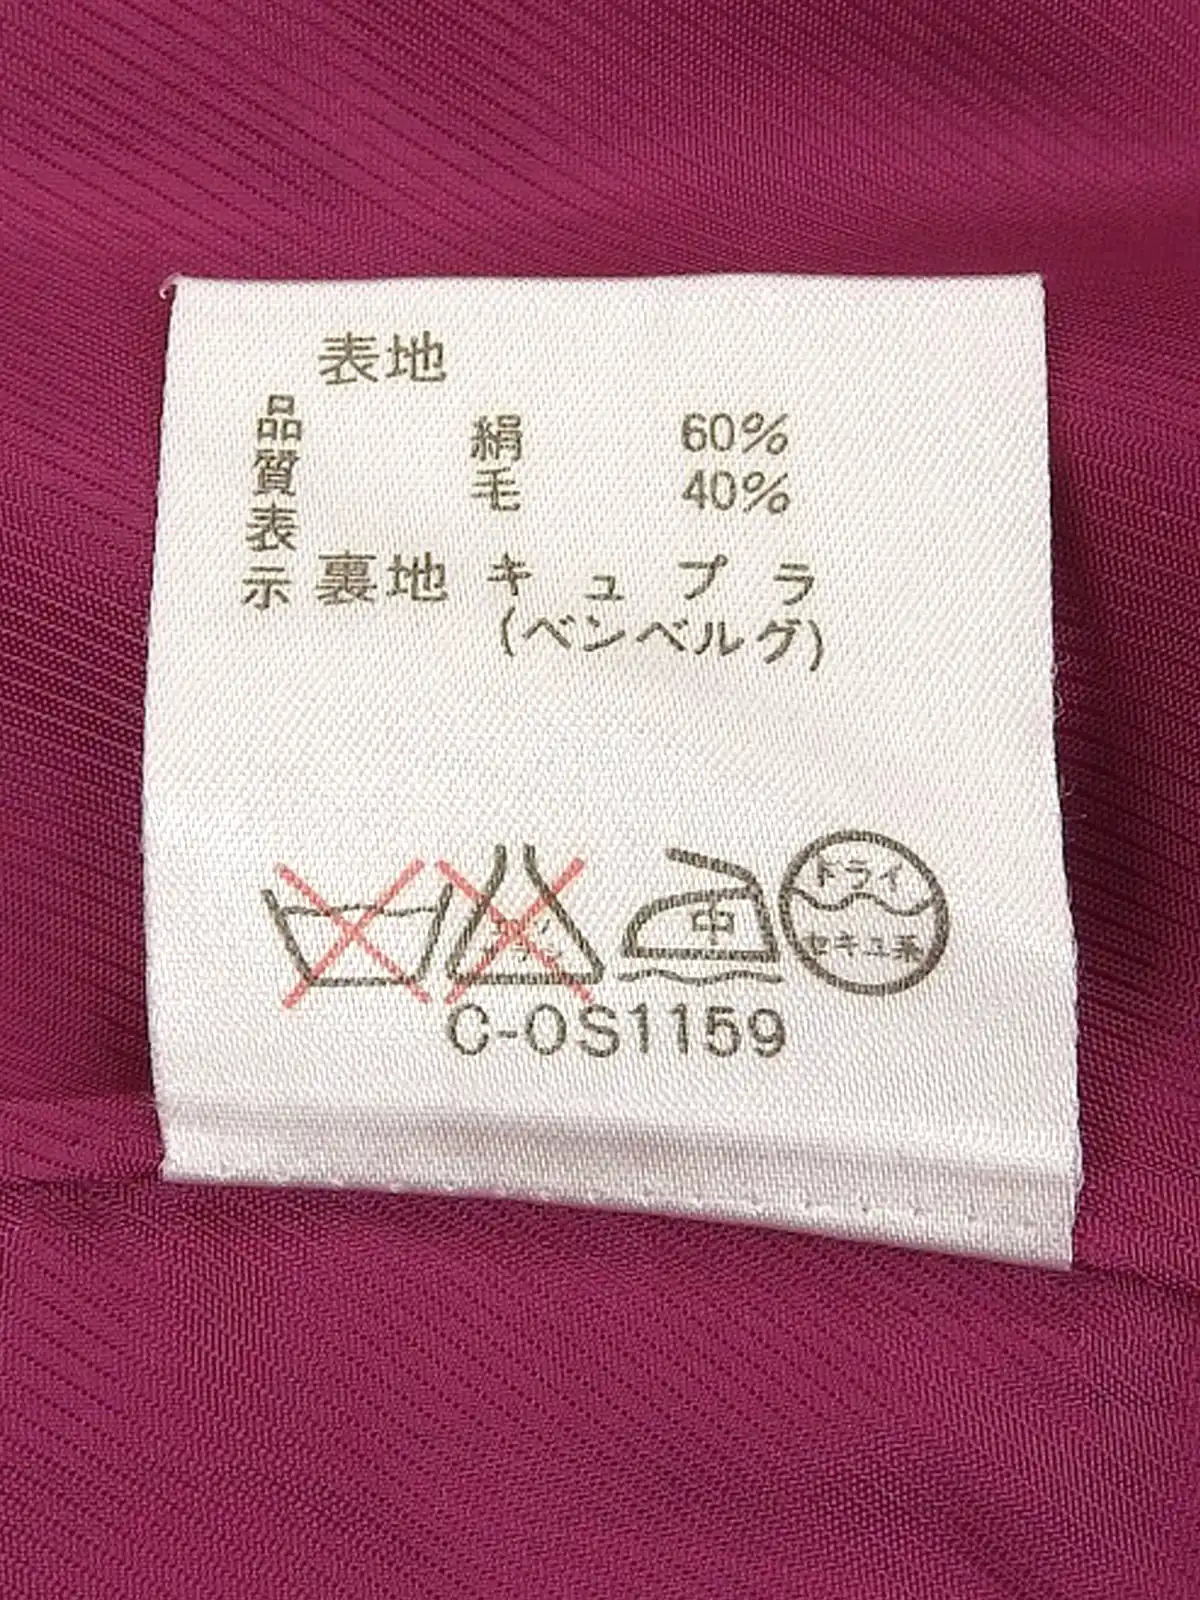 品質表示
表地
絹 60%
毛 40%
裏地 キュプラ
(ベンベルグ)
中
ドライ
セキユ系
C-OS1159